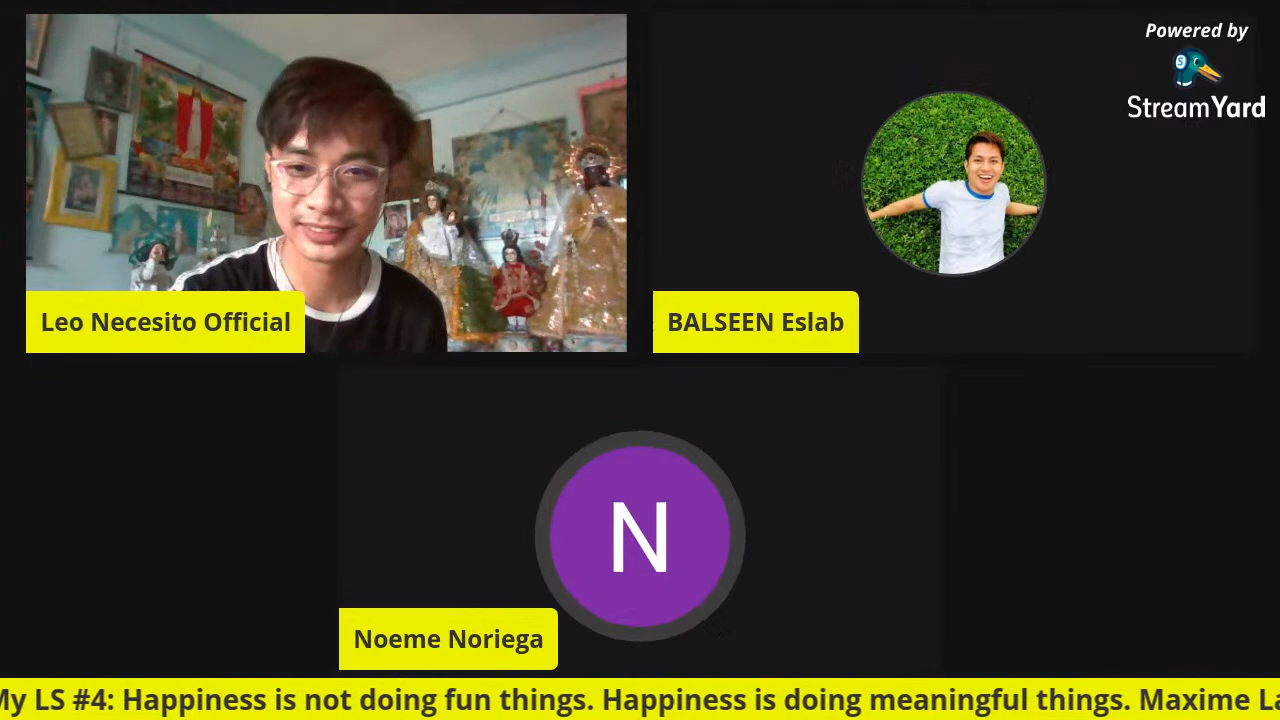 Powered by
StreamYard
Leo Necesito Official
BALSEEN Eslab
N
Noeme Noriega
My LS #4: Happiness is not doing fun things. Happiness is doing meaningful things. Maxime La